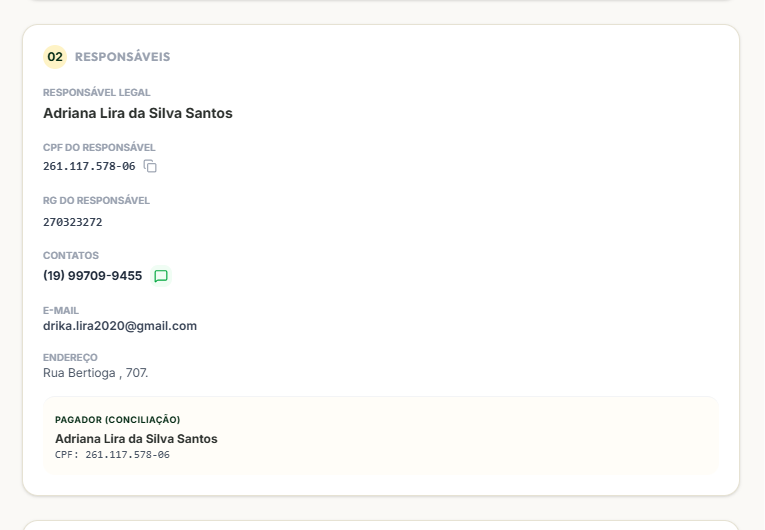 02 RESPONSÁVEIS
RESPONSÁVEL LEGAL
Adriana Lira da Silva Santos
CPF DO RESPONSÁVEL
261.117.578-06
RG DO RESPONSÁVEL
270323272
CONTATOS
(19) 99709-9455
E-MAIL
drika.lira2020@gmail.com
ENDEREÇO
Rua Bertioga , 707.
PAGADOR (CONCILIAÇÃO)
Adriana Lira da Silva Santos
CPF: 261.117.578-06